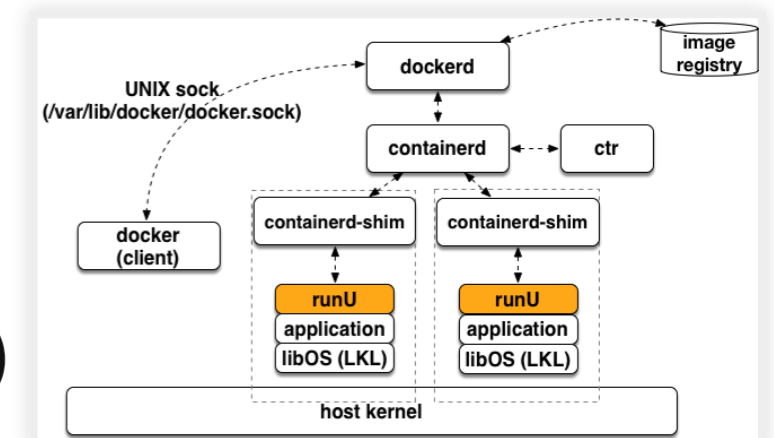 image
registry
dockerd
UNIX sock
(/var/lib/docker/docker.sock)
containerd
ctr
containerd-shim
containerd-shim
docker
(client)
runU
runU
application
application
libOS (LKL)
libOS (LKL)
host kernel